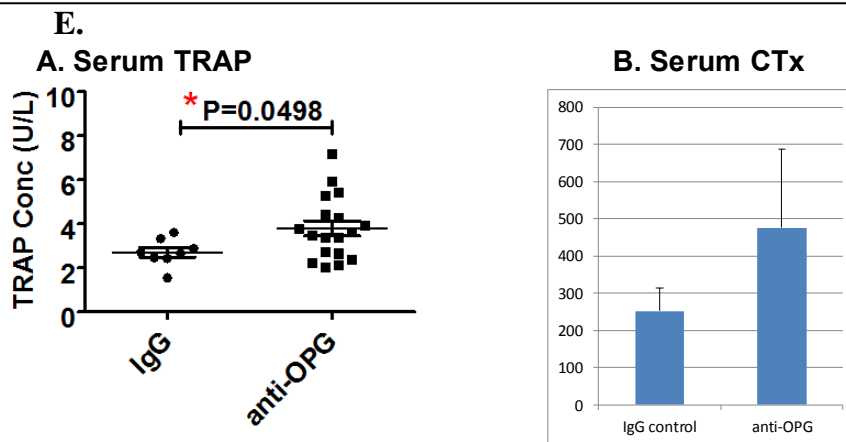 E.
A. Serum TRAP
B. Serum CTx
TRAP Conc (U/L)
10
8
6
4
2
0
* P=0.0498
IgG
anti-OPG
800
700
600
500
400
300
200
100
0
IgG control
anti-OPG